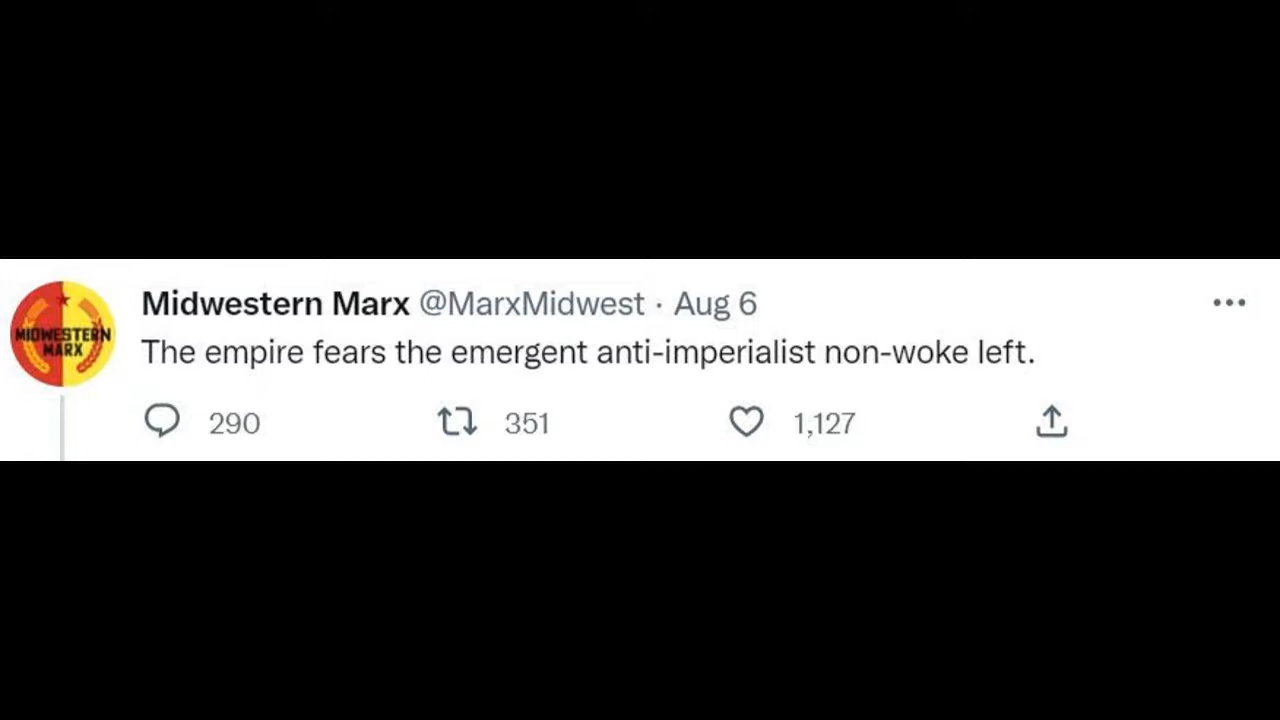 Midwestern Marx @MarxMidwest · Aug 6
MIDWESTERN
MARX
The empire fears the emergent anti-imperialist non-woke left.
290 351 1,127